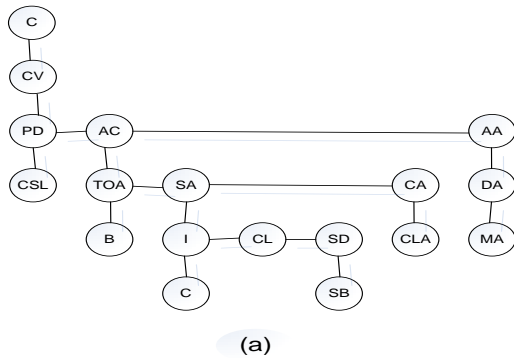 C
CV
PD AC AA
CSL TOA SA CA DA
B I CL SD CLA MA
C SB
(a)